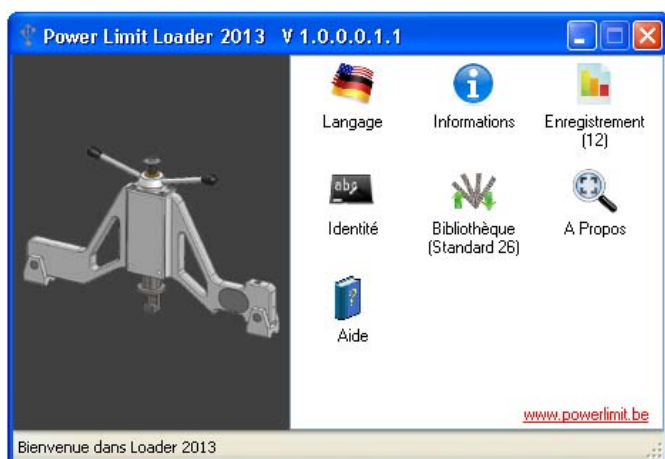 Power Limit Loader 2013 V 1.0.0.0.1.1
Langage
Informations
Enregistrement
(12)
abc
Identité
Bibliothèque
(Standard 26)
A Propos
?
Aide
www.powerlimit.be
Bienvenue dans Loader 2013